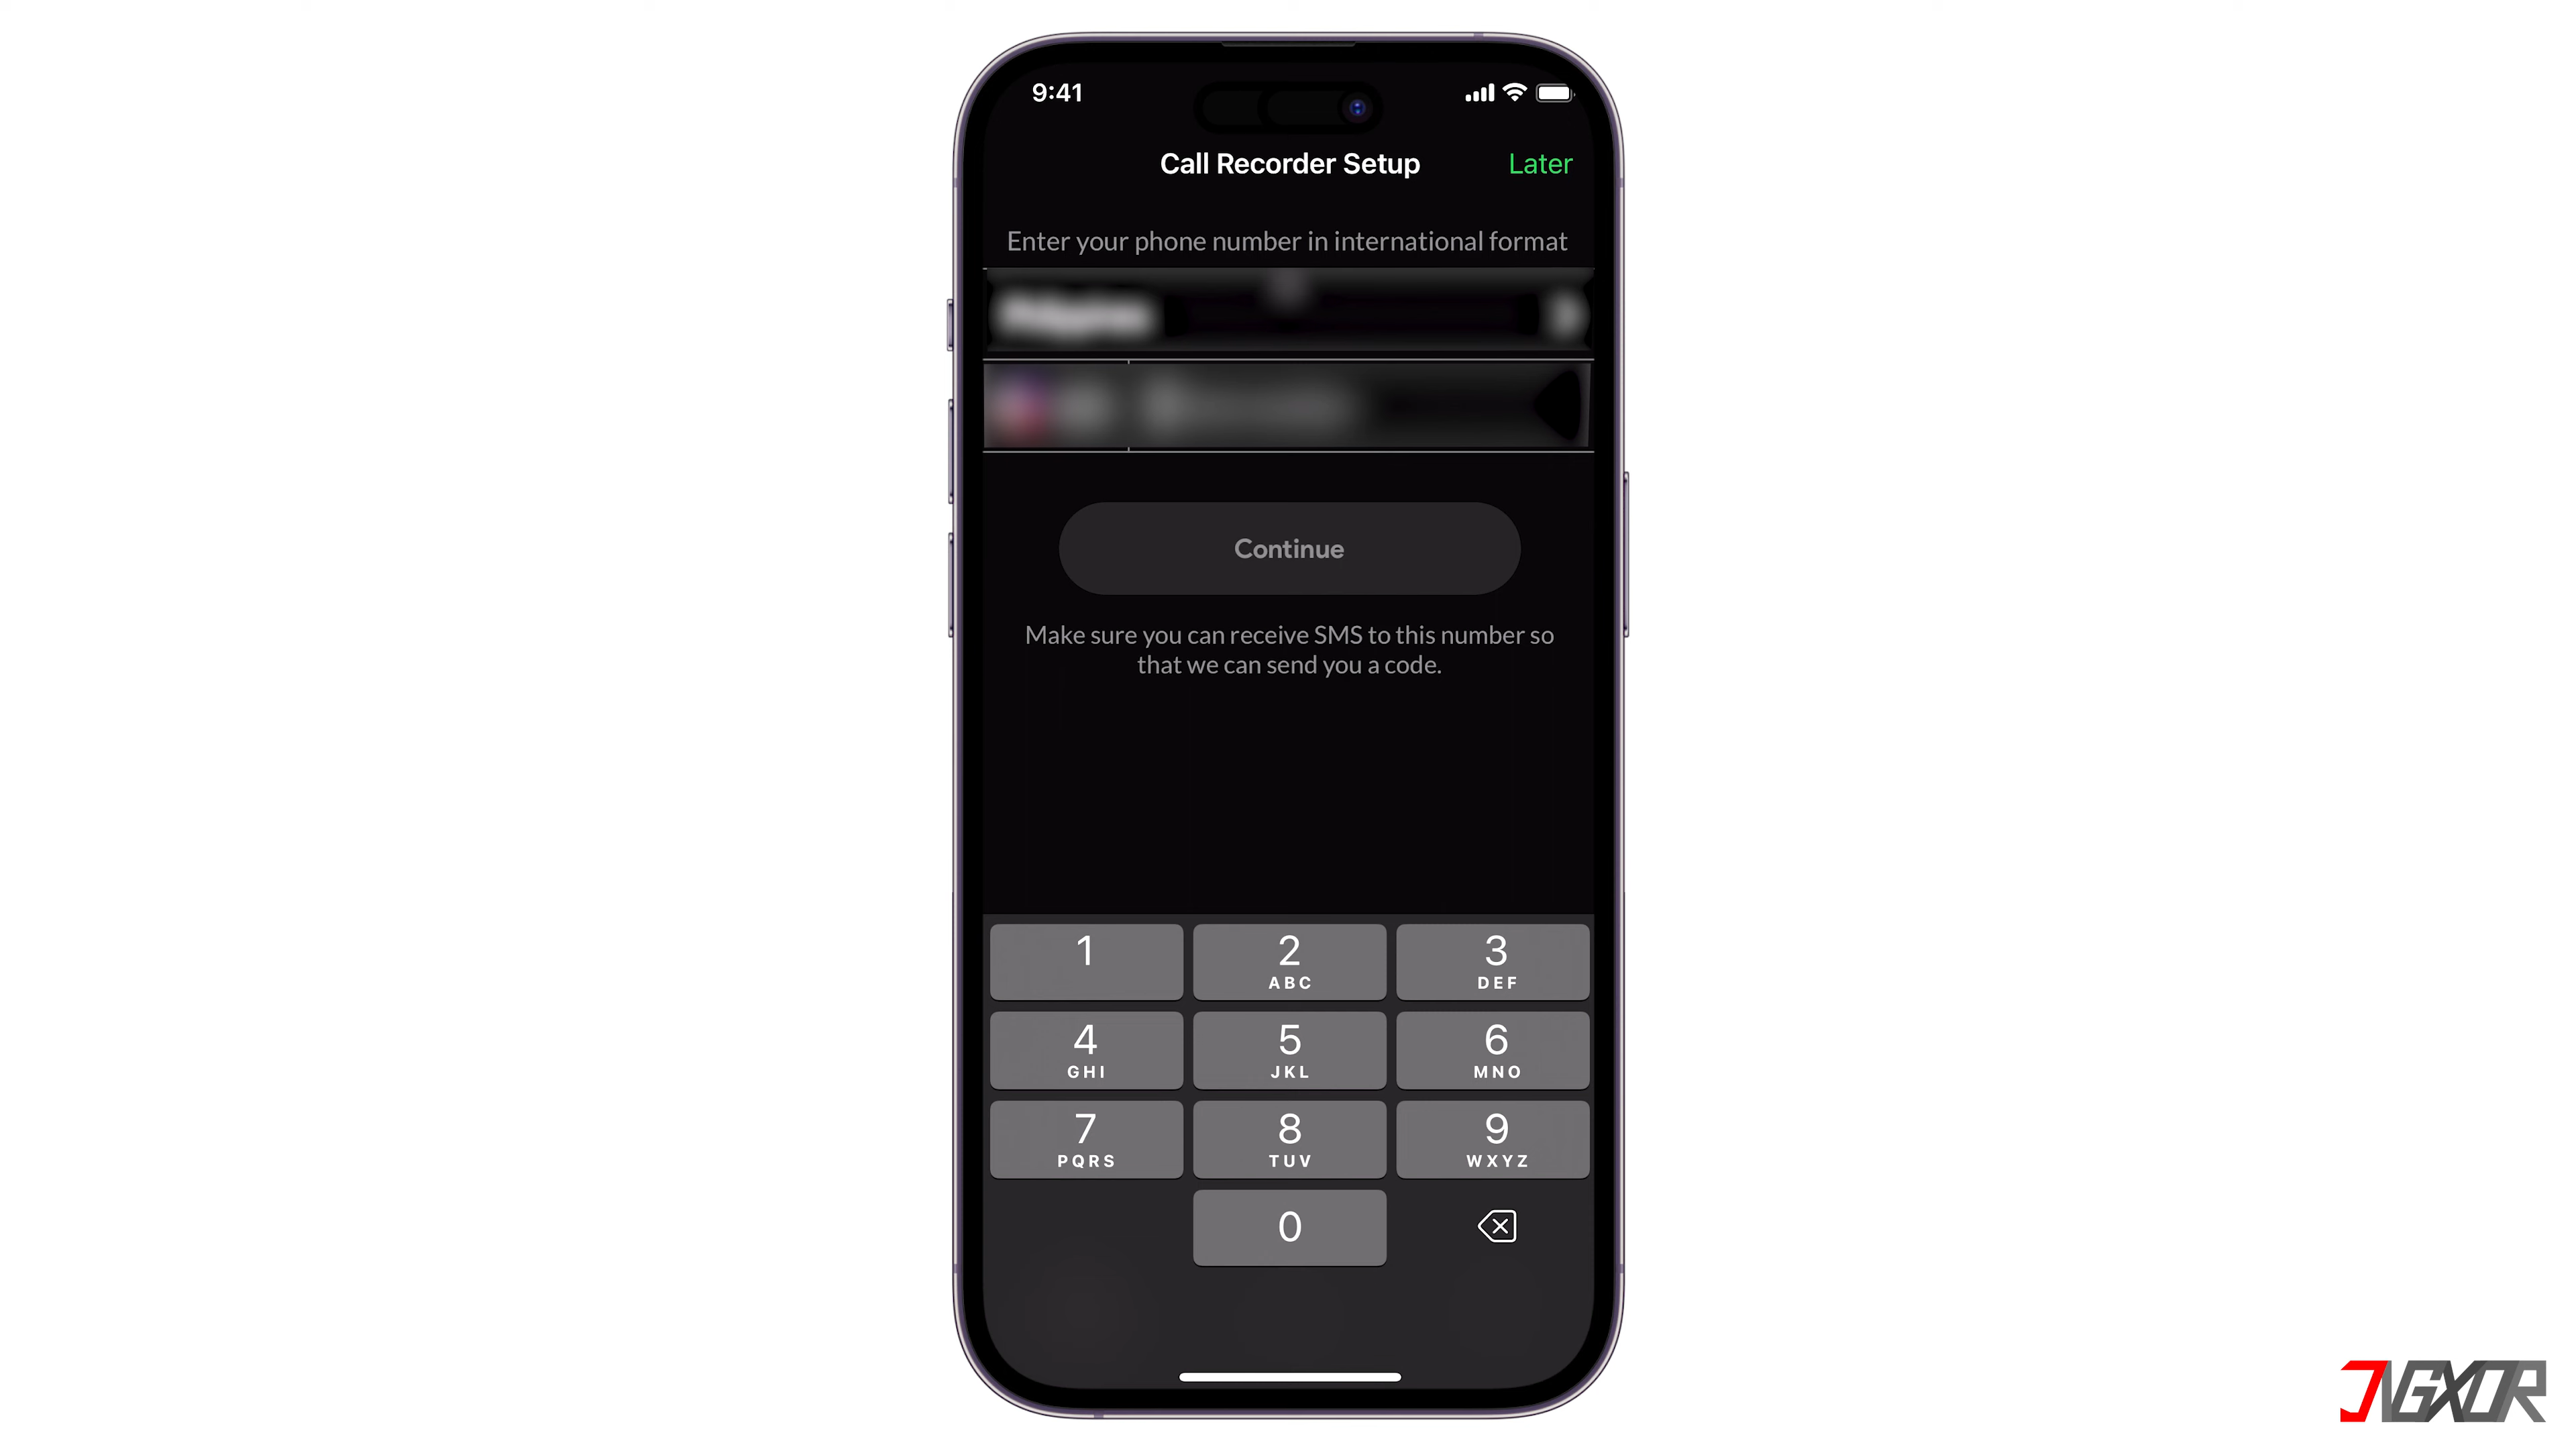 9:41
Call Recorder Setup
Later
Enter your phone number in international format
Continue
Make sure you can receive SMS to this number so
that we can send you a code.
1
2
3
ABC
DEF
4
5
6
GHI
JKL
MNO
7
8
9
PQRS
TUV
WXYZ
0
JNGXOR